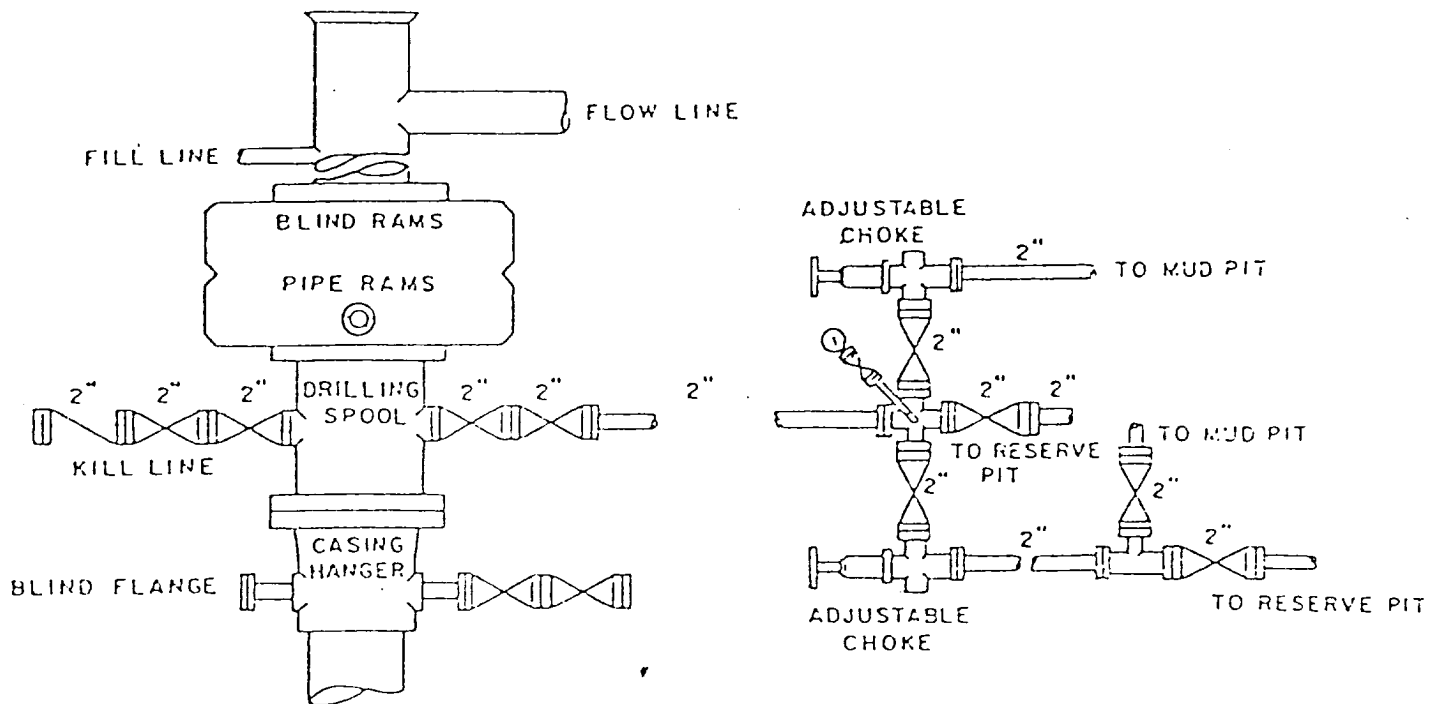 FLOW LINE
FILL LINE
BLIND RAMS
PIPE RAMS
2" 2" 2"
DRILLING
SPOOL
2" 2" 2"
KILL LINE
CASING
HANGER
BLIND FLANGE
ADJUSTABLE
CHOKE
2"
TO MUD PIT
2"
2" 2"
TO RESERVE
PIT
TO MUD PIT
2"
2"
2"
2"
ADJUSTABLE
CHOKE
TO RESERVE PIT